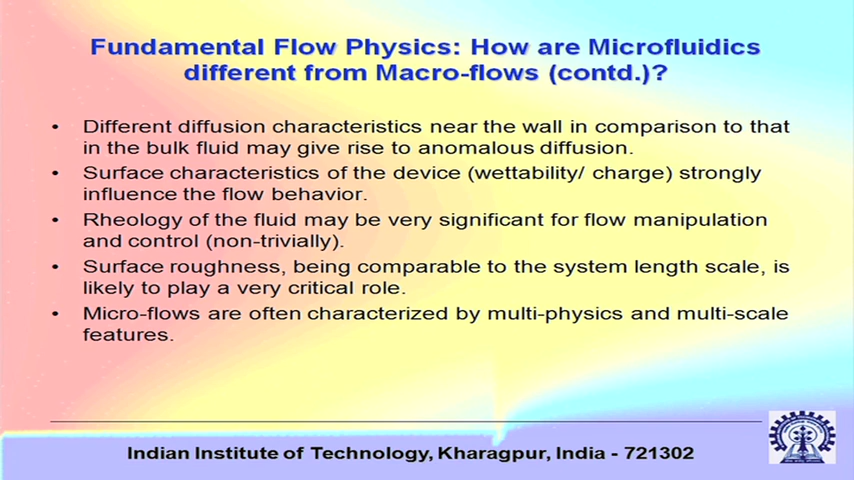 Fundamental Flow Physics: How are Microfluidics
different from Macro-flows (contd.)?
• Different diffusion characteristics near the wall in comparison to that
in the bulk fluid may give rise to anomalous diffusion.
• Surface characteristics of the device (wettability/ charge) strongly
influence the flow behavior.
• Rheology of the fluid may be very significant for flow manipulation
and control (non-trivially).
• Surface roughness, being comparable to the system length scale, is
likely to play a very critical role.
• Micro-flows are often characterized by multi-physics and multi-scale
features.
Indian Institute of Technology, Kharagpur, India - 721302